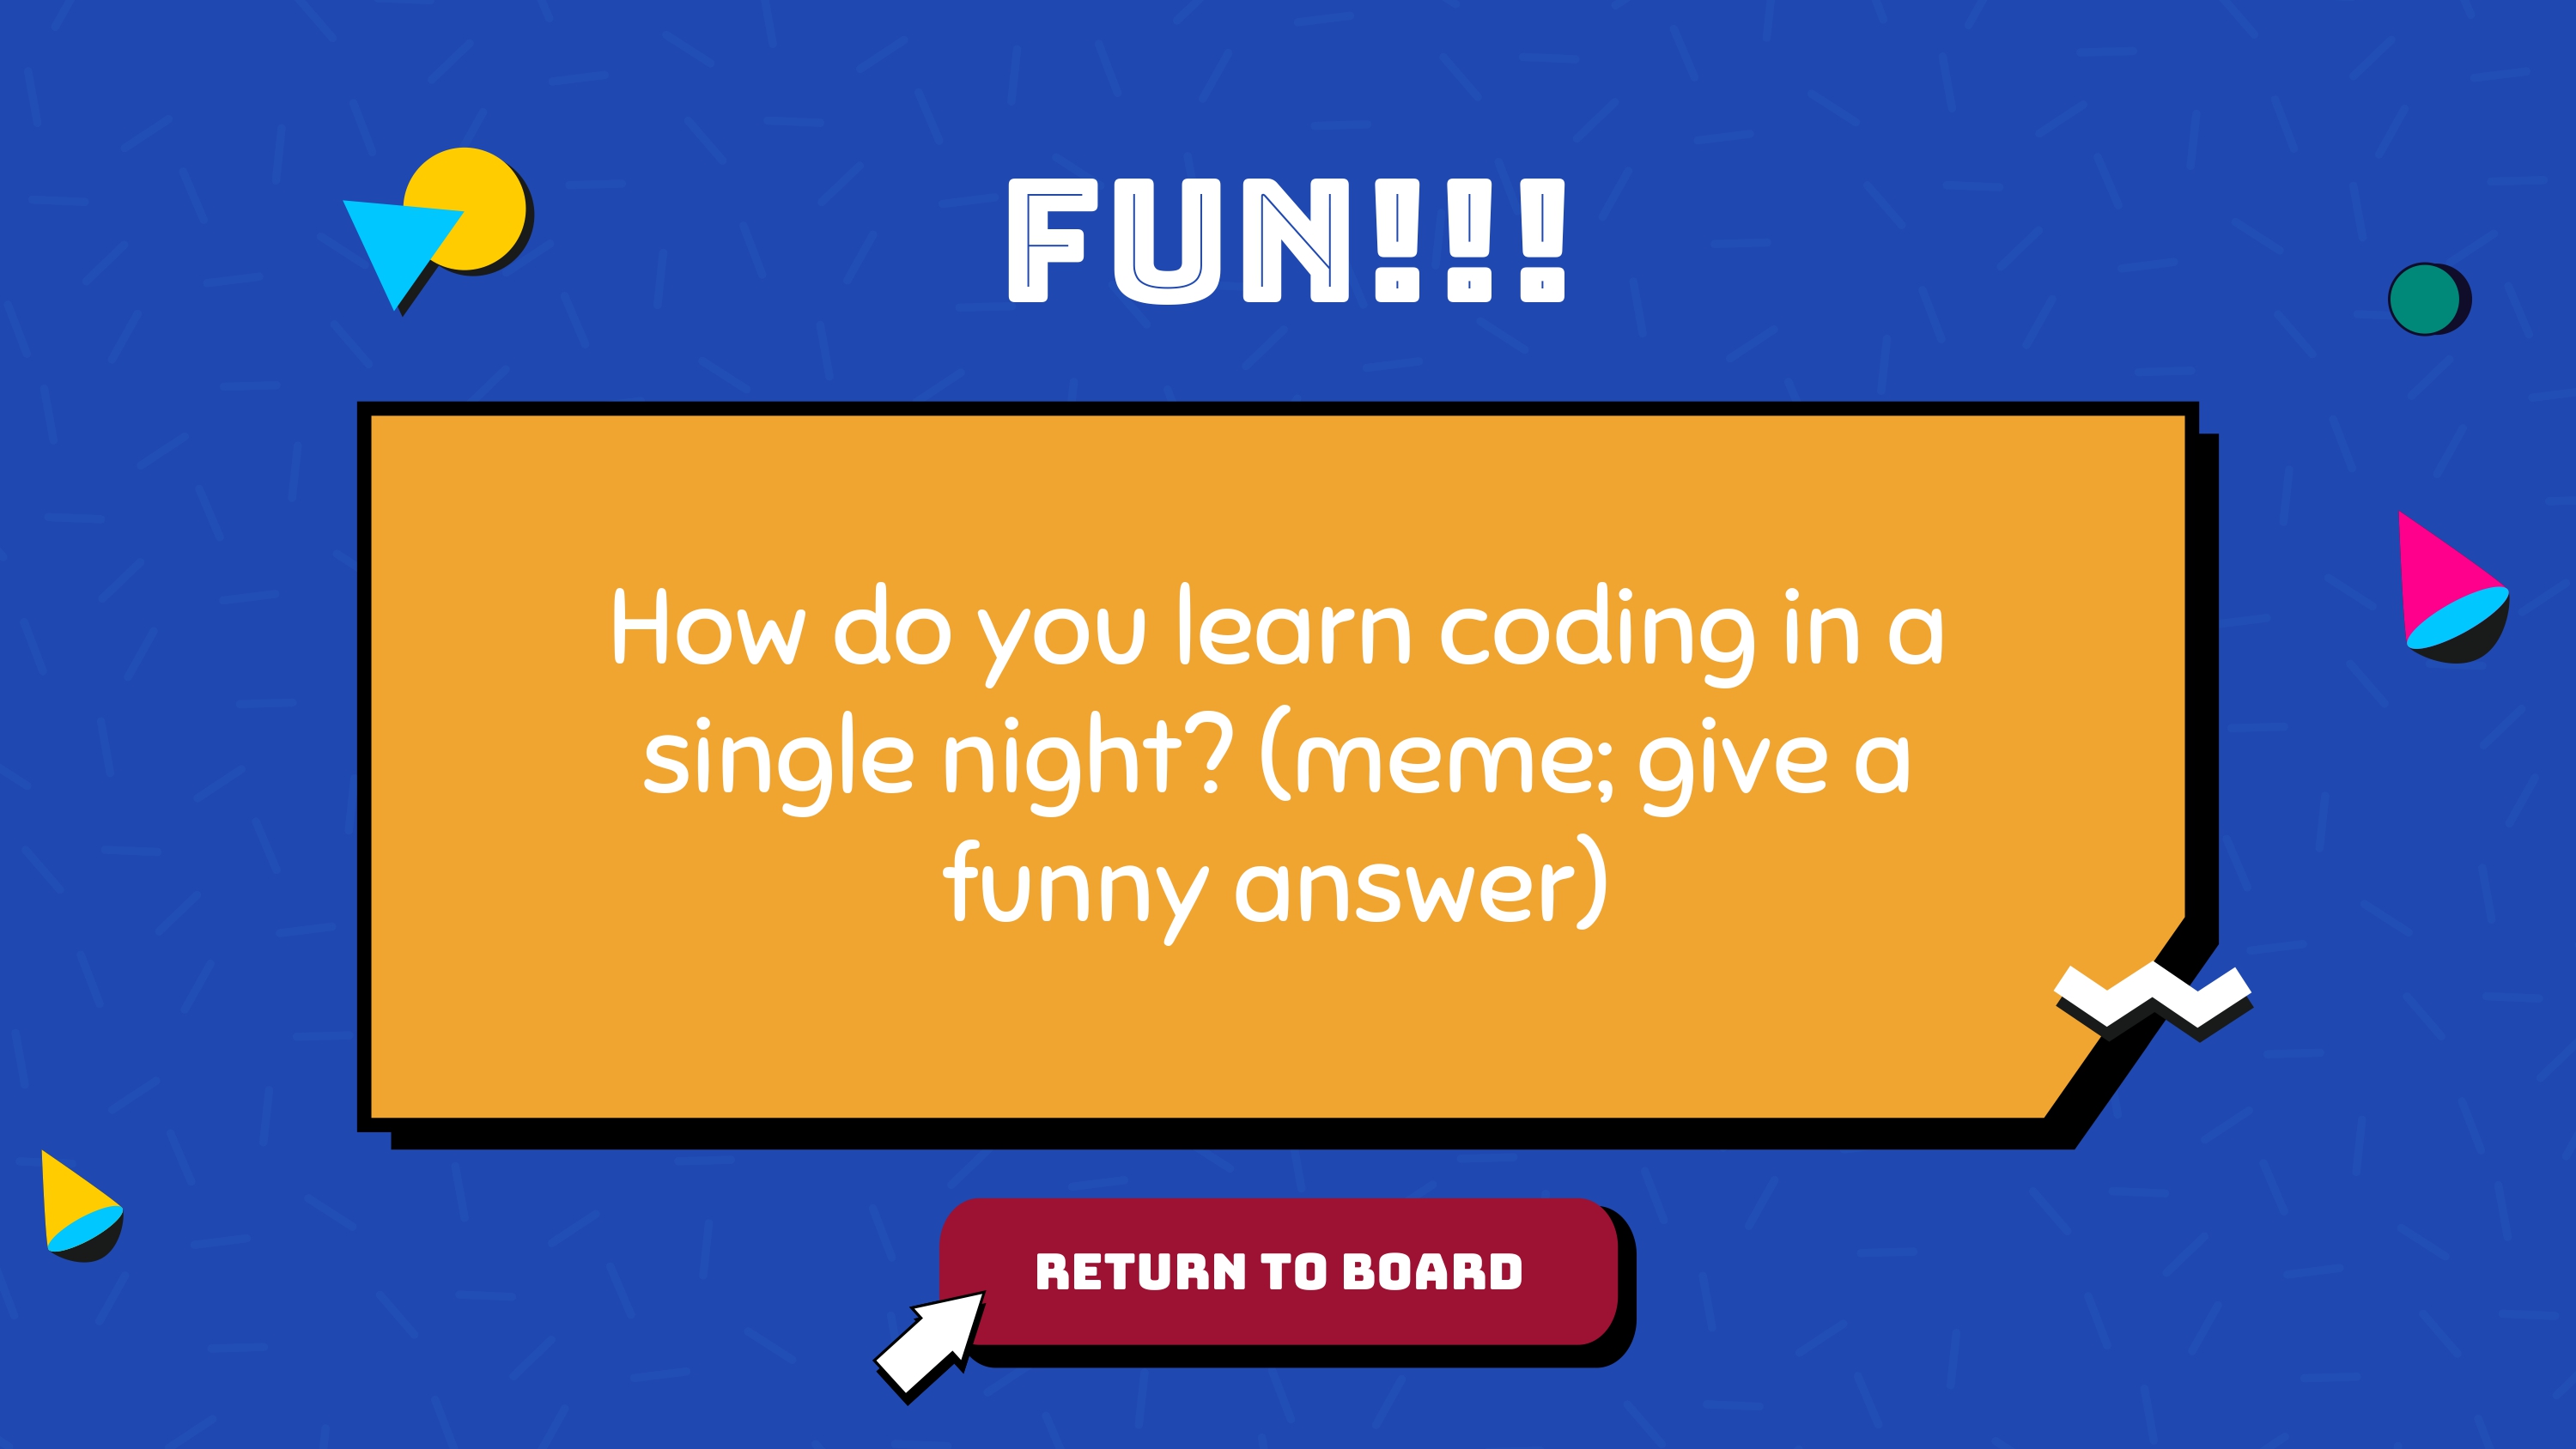 FUN!!!
How do you learn coding in a
single night? (meme; give a
funny answer)
RETURN TO BOARD